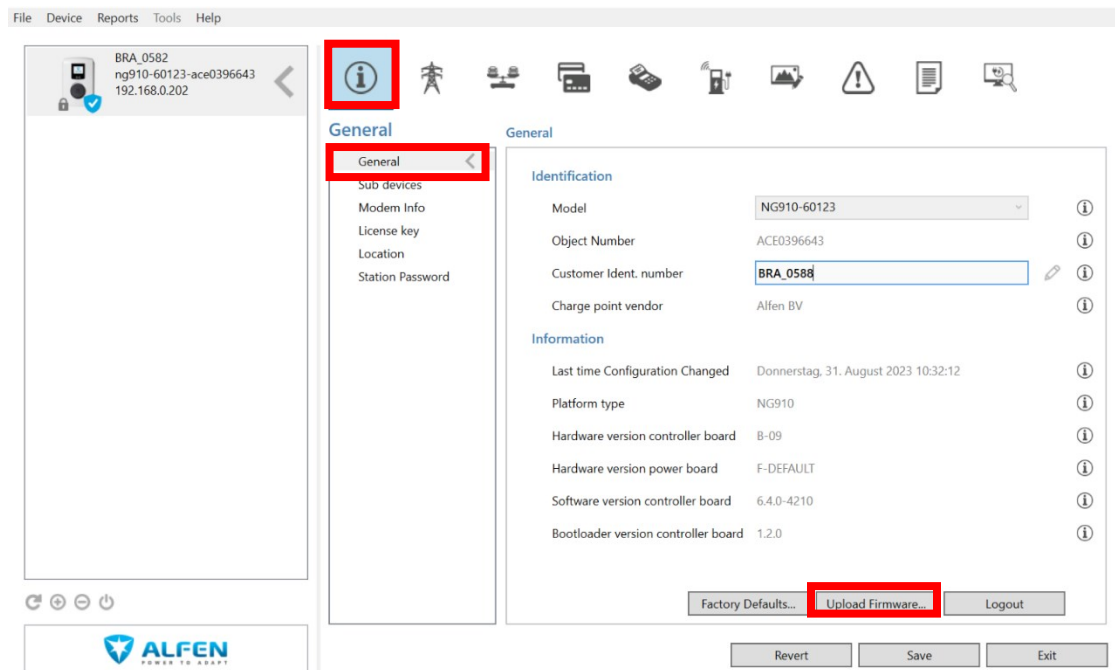 File Device Reports Tools Help
BRA_0582
ng910-60123-ace0396643
192.168.0.202
General
General
Sub devices
Modem Info
License key
Location
Station Password
General
Identification
Model NG910-60123
Object Number ACE0396643
Customer Ident. number BRA_0588
Charge point vendor Alfen BV
Information
Last time Configuration Changed Donnerstag, 31. August 2023 10:32:12
Platform type NG910
Hardware version controller board B-09
Hardware version power board F-DEFAULT
Software version controller board 6.4.0-4210
Bootloader version controller board 1.2.0
Factory Defaults... Upload Firmware... Logout
ALFEN
POWER TO ADAPT
Revert Save Exit